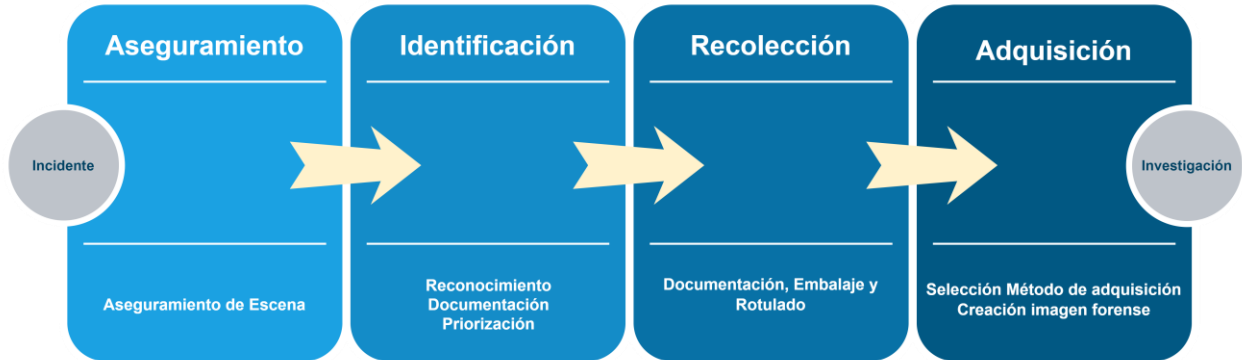 Aseguramiento
Identificación
Recolección
Adquisición
Incidente
Investigación
Aseguramiento de Escena
Reconocimiento
Documentación
Priorización
Documentación, Embalaje y
Rotulado
Selección Método de adquisición
Creación imagen forense